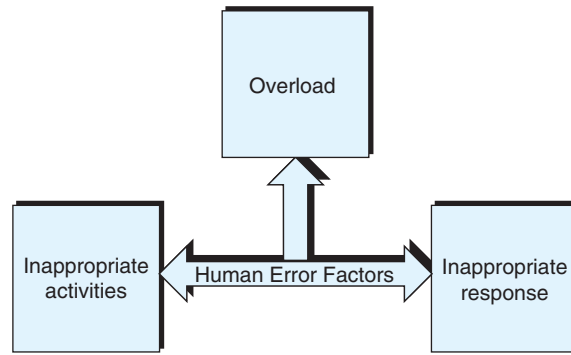 Overload
Inappropriate
activities
Human Error Factors
Inappropriate
response